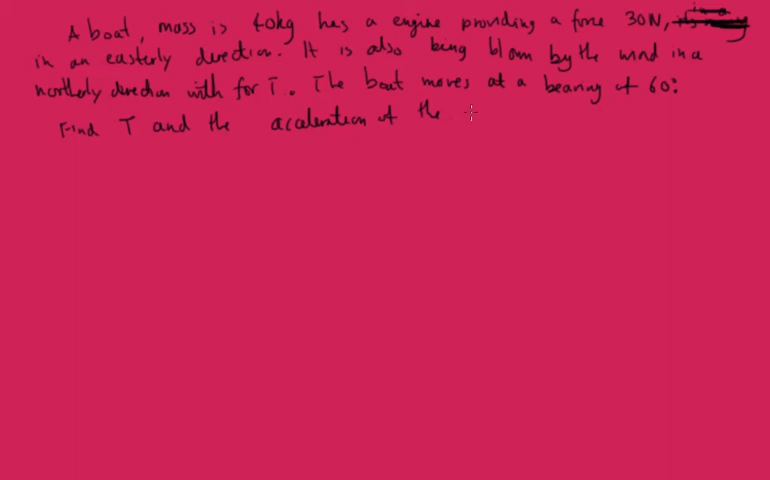 A boat, mass is 40kg has a engine providing a force 30N,
in an easterly direction. It is also being blown by the wind in a
northerly direction with for T. The boat moves at a bearing of 60°
Find T and the acceleration of the